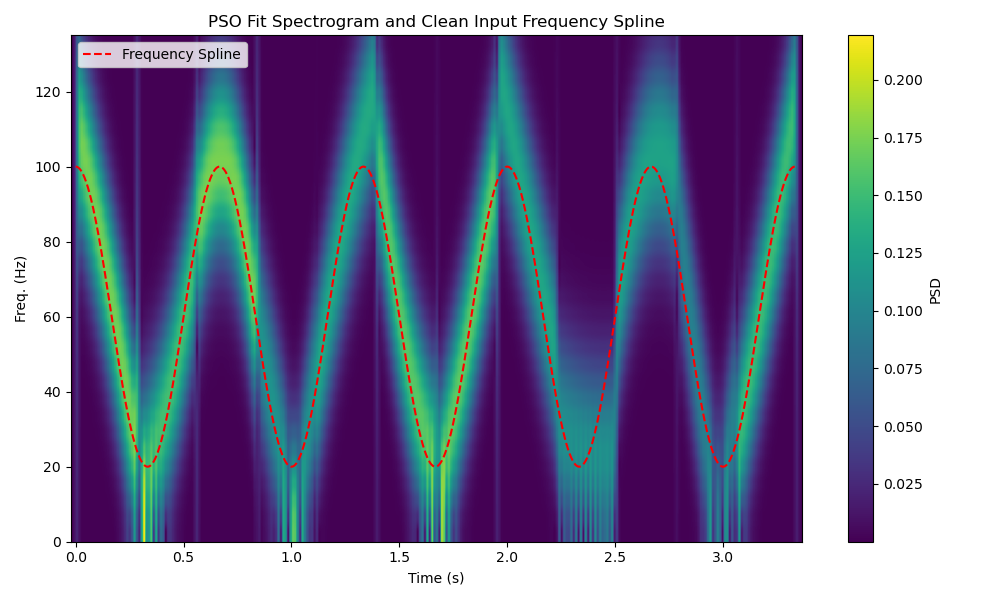 PSO Fit Spectrogram and Clean Input Frequency Spline
Frequency Spline
Freq. (Hz)
120
100
80
60
40
20
0
0.0 0.5 1.0 1.5 2.0 2.5 3.0
Time (s)
0.200
0.175
0.150
0.125
0.100
0.075
0.050
0.025
PSD